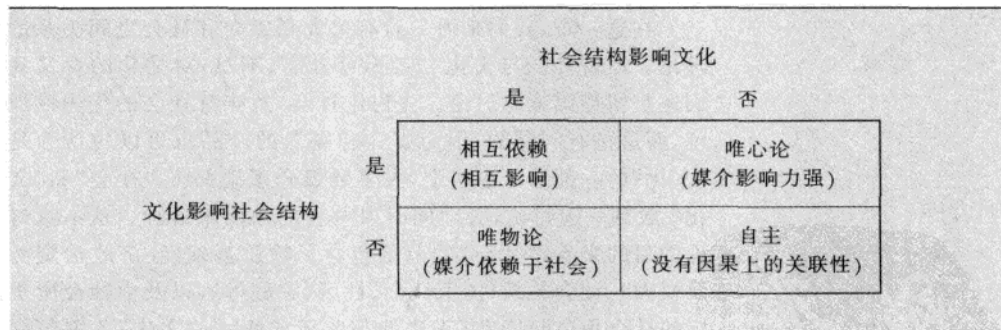 社会结构影响文化
是 否
是 相互依赖 唯心论
(相互影响) (媒介影响力强)
文化影响社会结构
否 唯物论 自主
(媒介依赖于社会) (没有因果上的关联性)